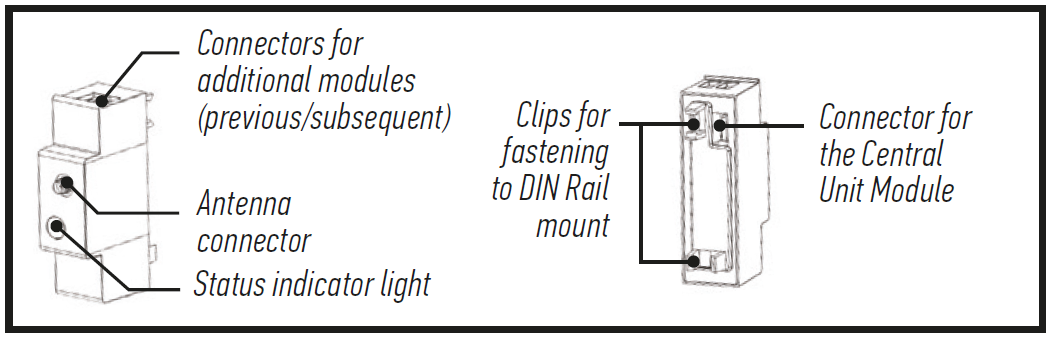 Connectors for
additional modules
(previous/subsequent)
Antenna
connector
Status indicator light
Clips for
fastening
to DIN Rail
mount
Connector for
the Central
Unit Module